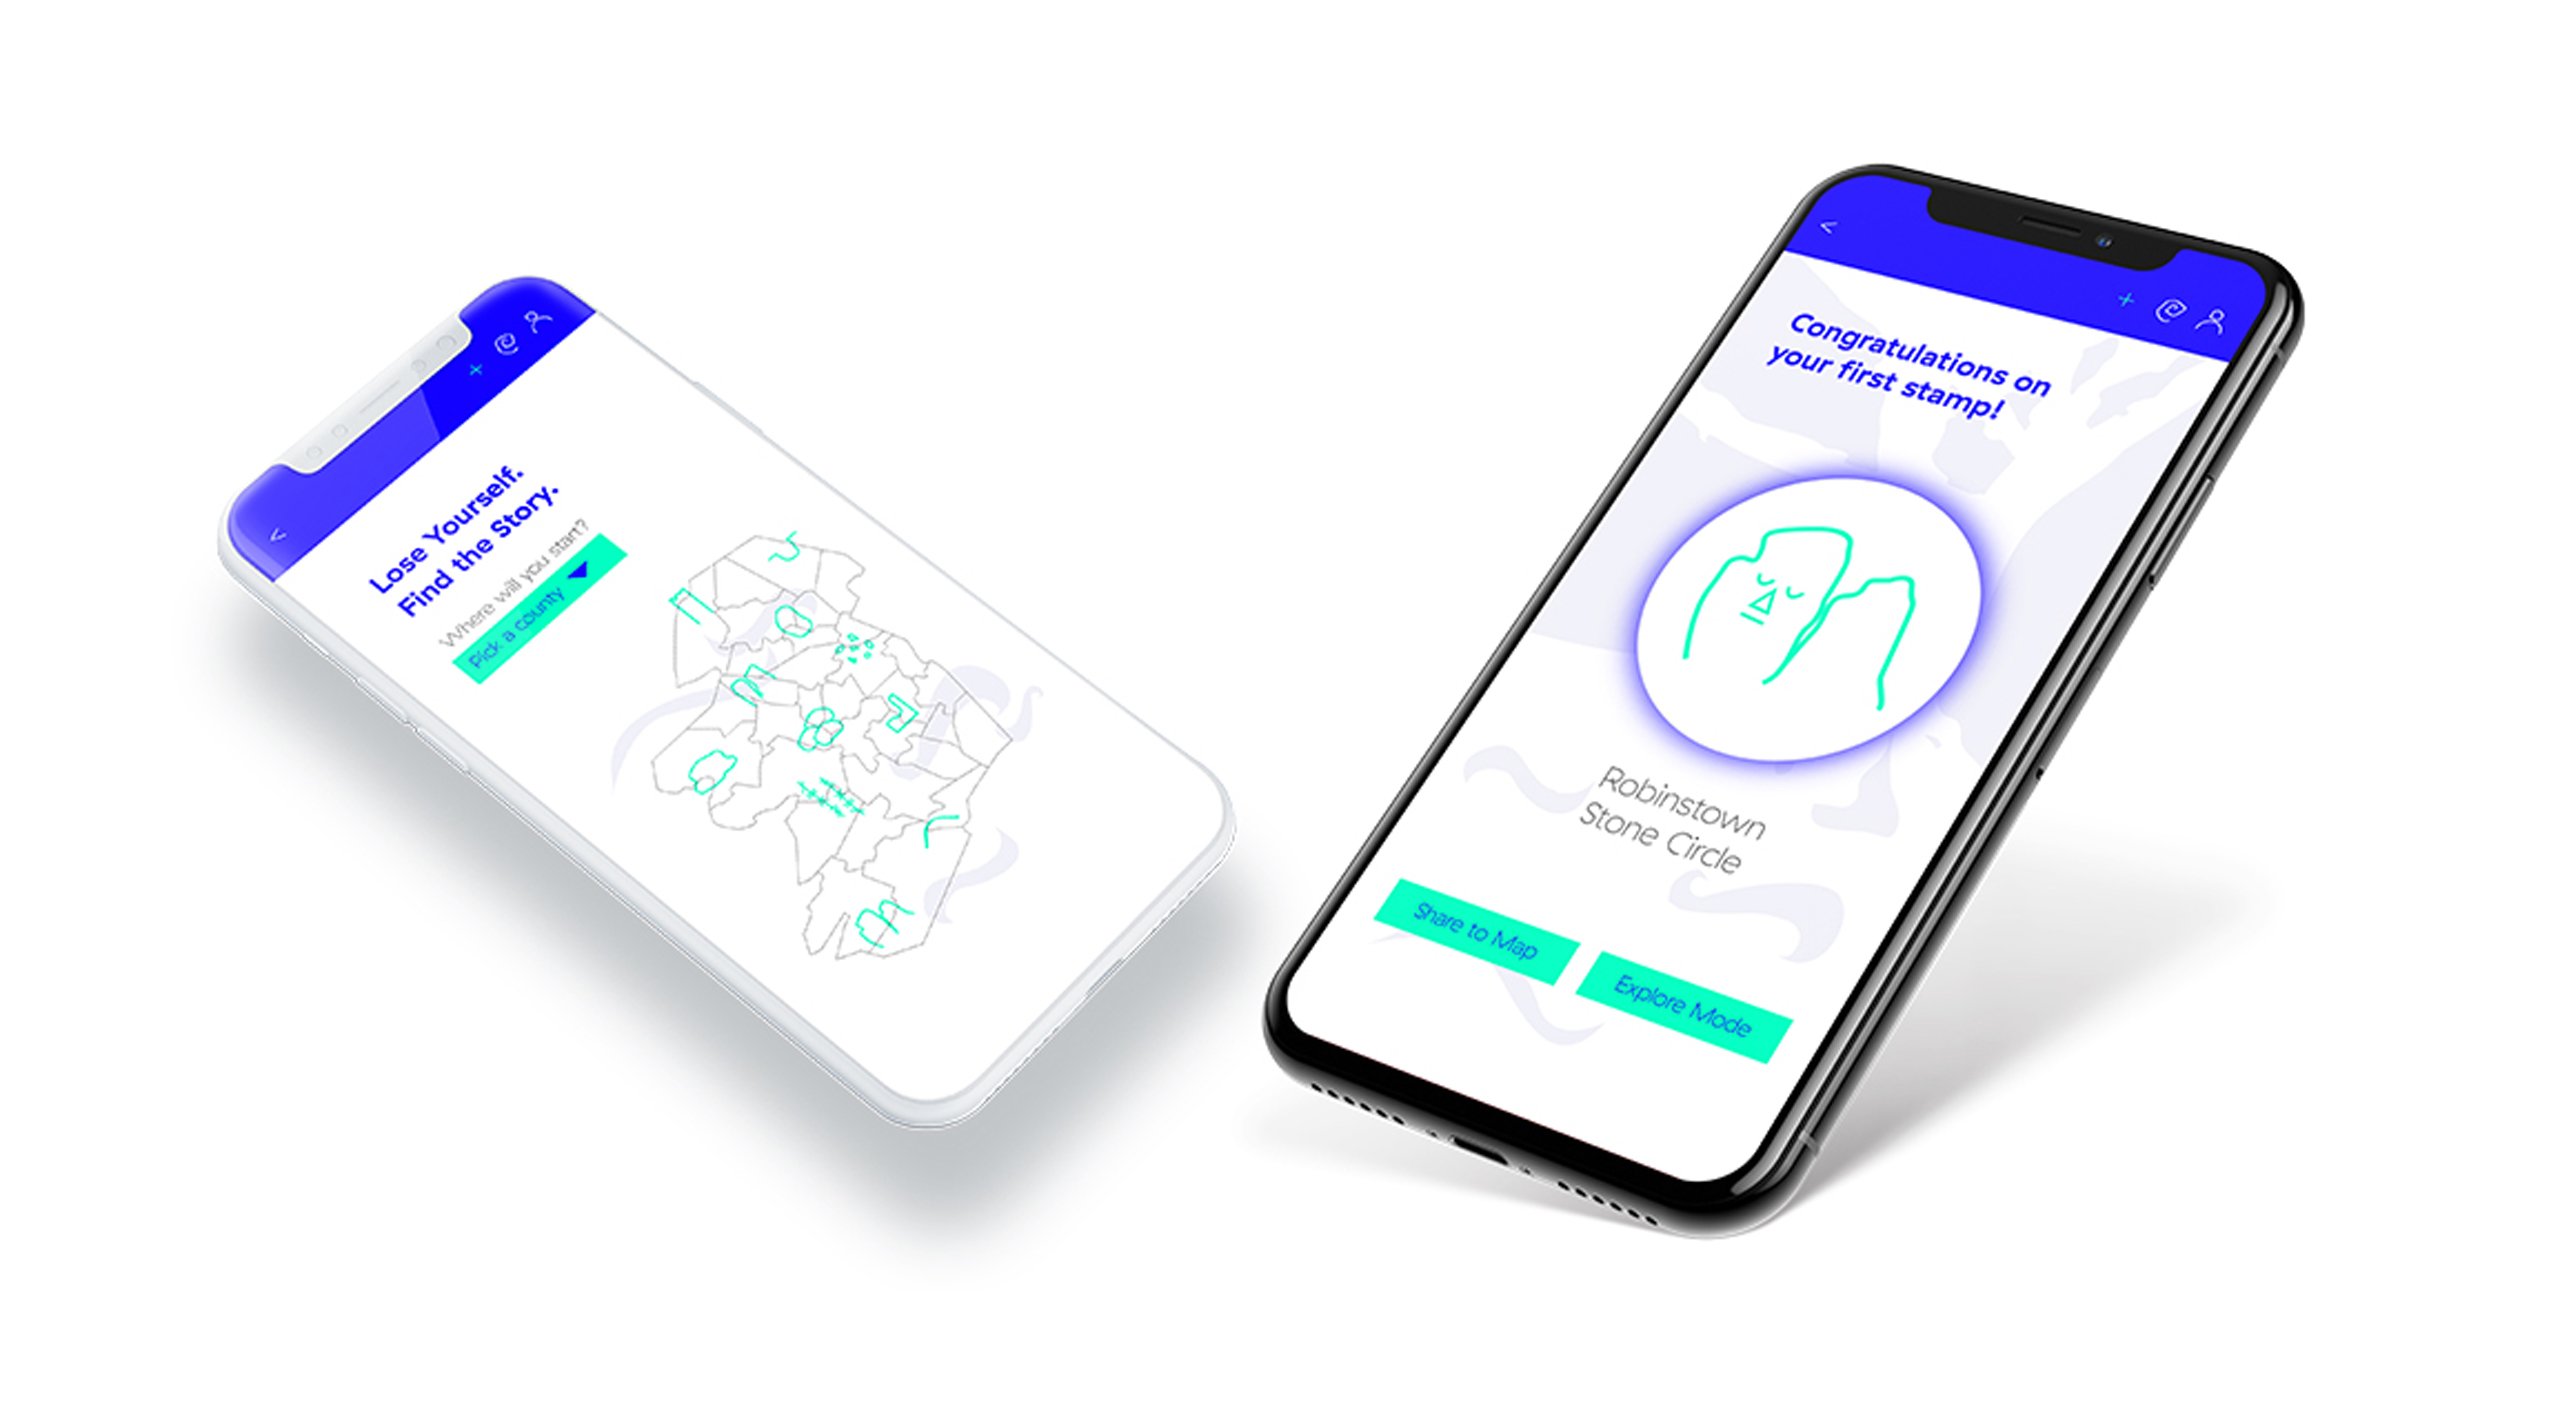 Lose Yourself.
Find the Story.
Where will you start?
Pick a county
Congratulations on
your first stamp!
Robinstown
Stone Circle
Share to Map
Explore Mode